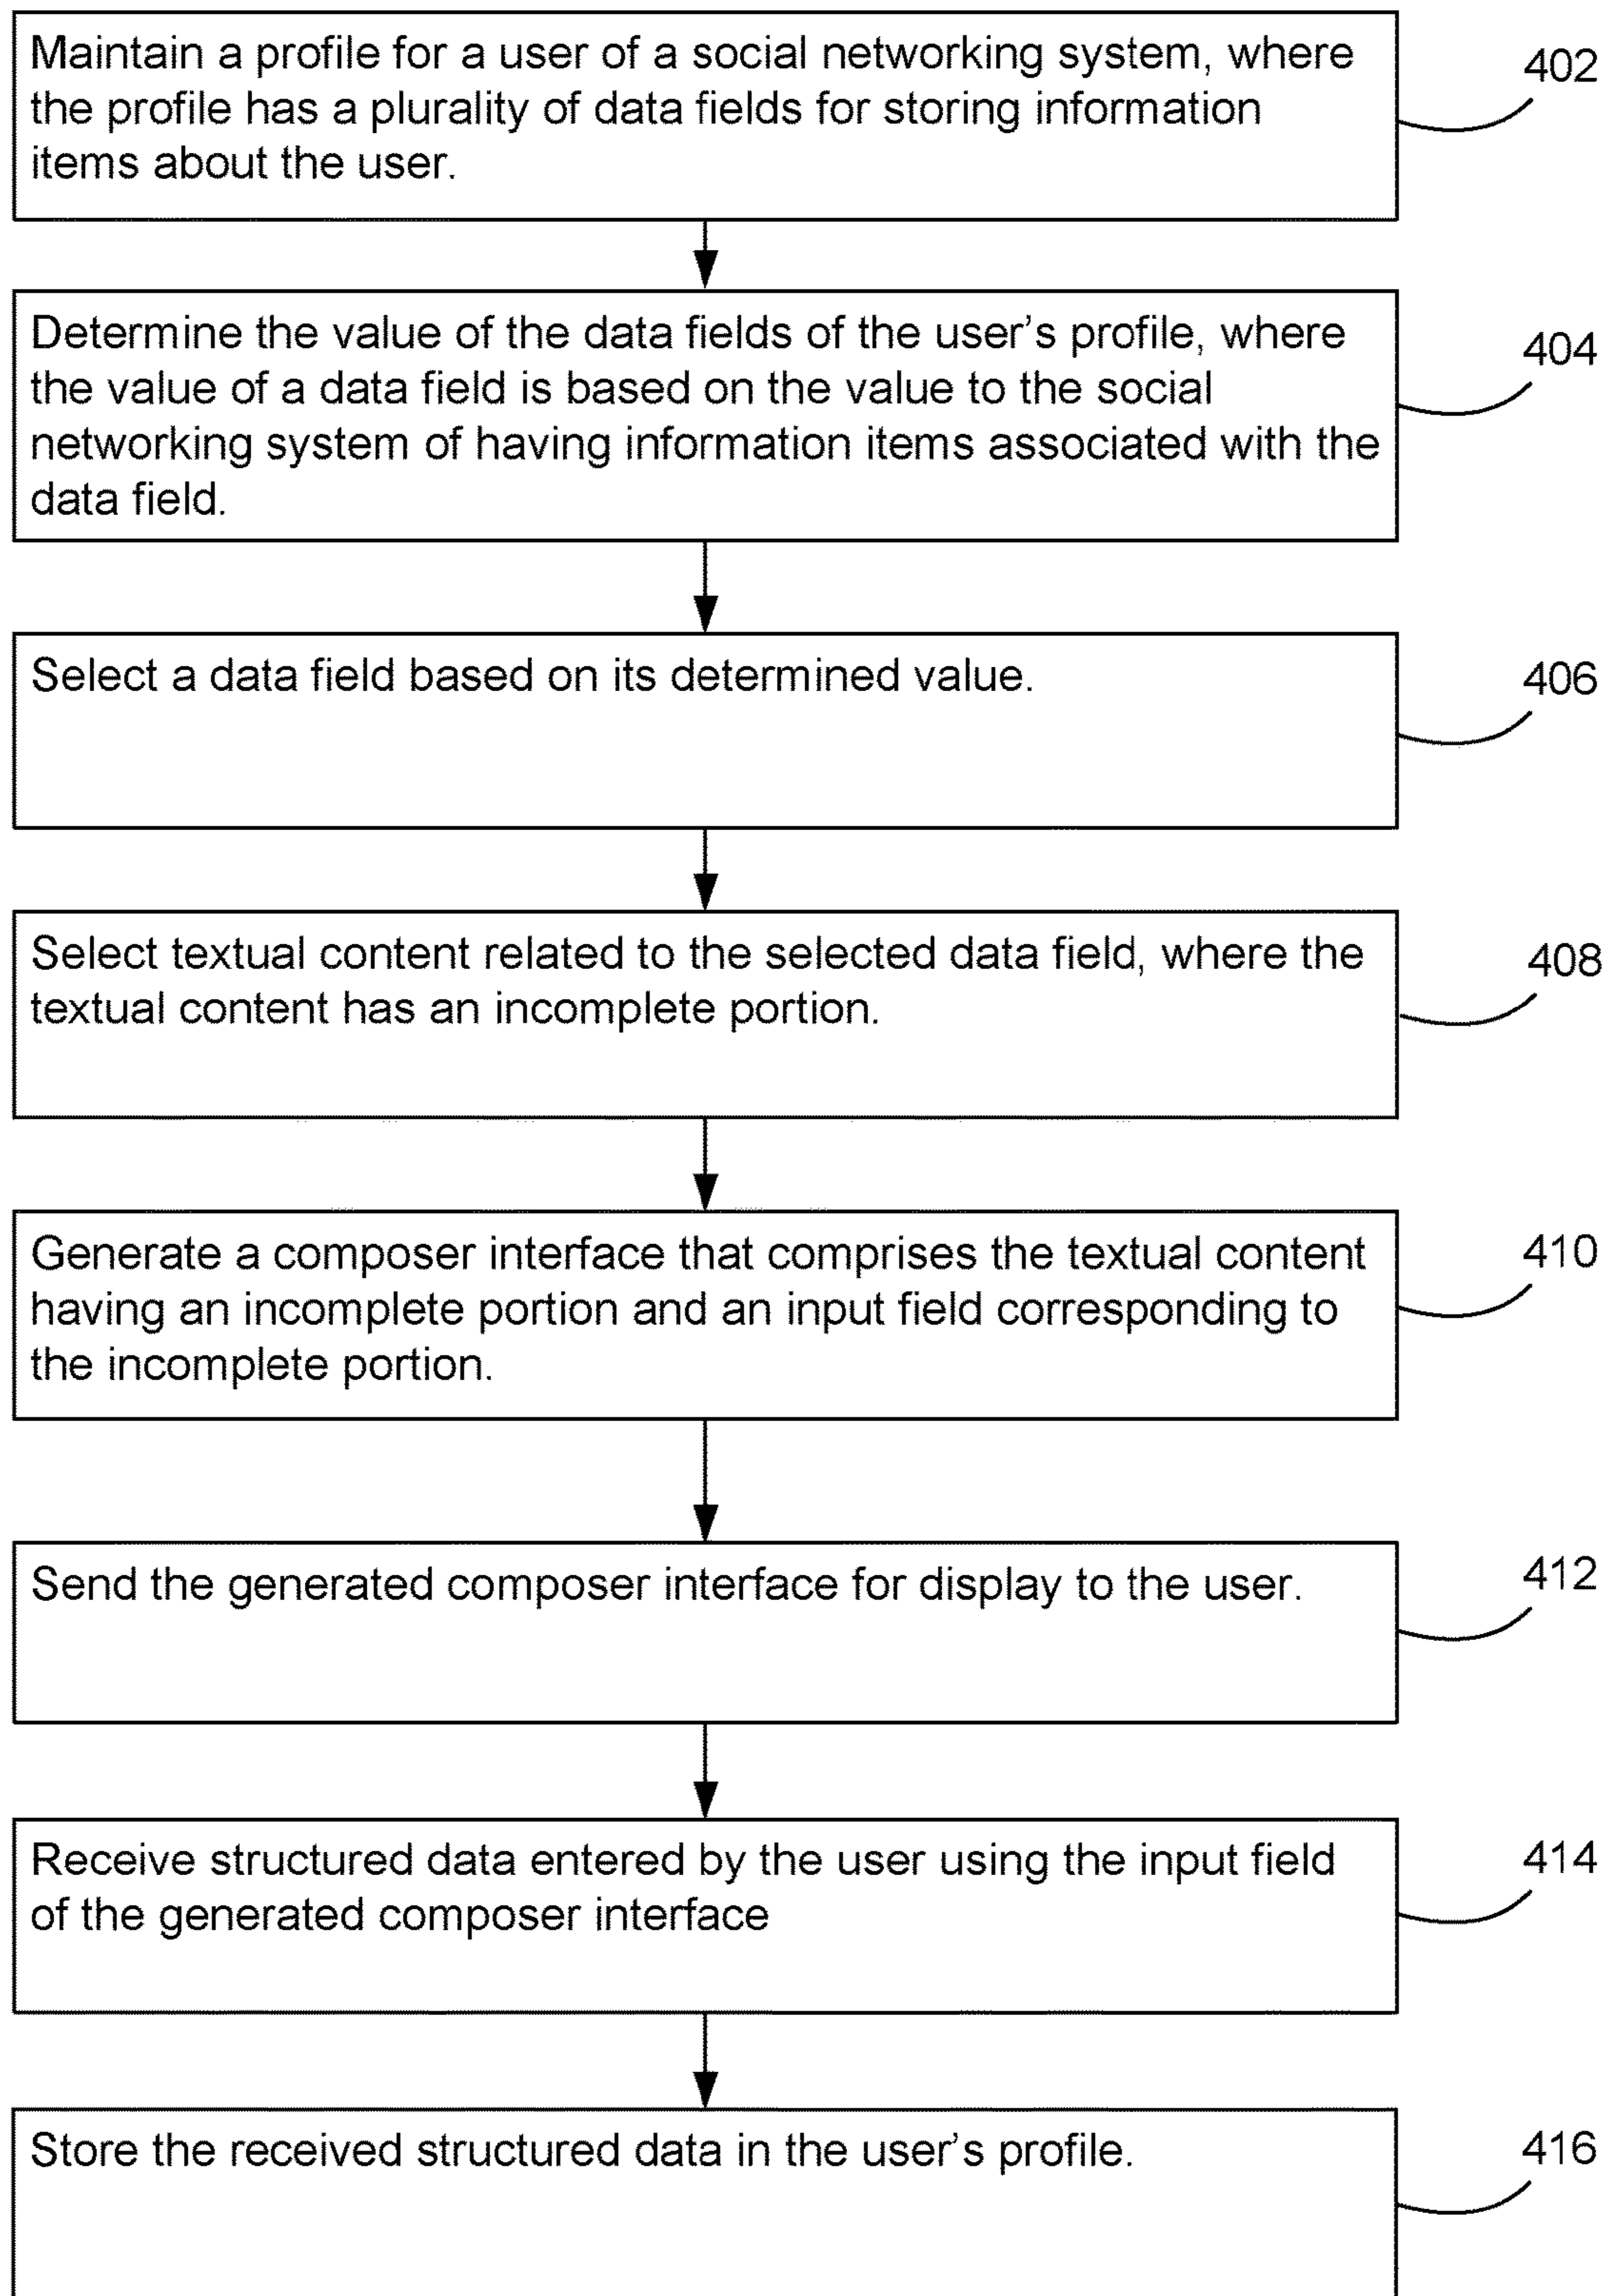 Maintain a profile for a user of a social networking system, where
the profile has a plurality of data fields for storing information
items about the user.
402
Determine the value of the data fields of the user’s profile, where
the value of a data field is based on the value to the social
networking system of having information items associated with the
data field.
404
Select a data field based on its determined value.
406
Select textual content related to the selected data field, where the
textual content has an incomplete portion.
408
Generate a composer interface that comprises the textual content
having an incomplete portion and an input field corresponding to
the incomplete portion.
410
Send the generated composer interface for display to the user.
412
Receive structured data entered by the user using the input field
of the generated composer interface
414
Store the received structured data in the user’s profile.
416